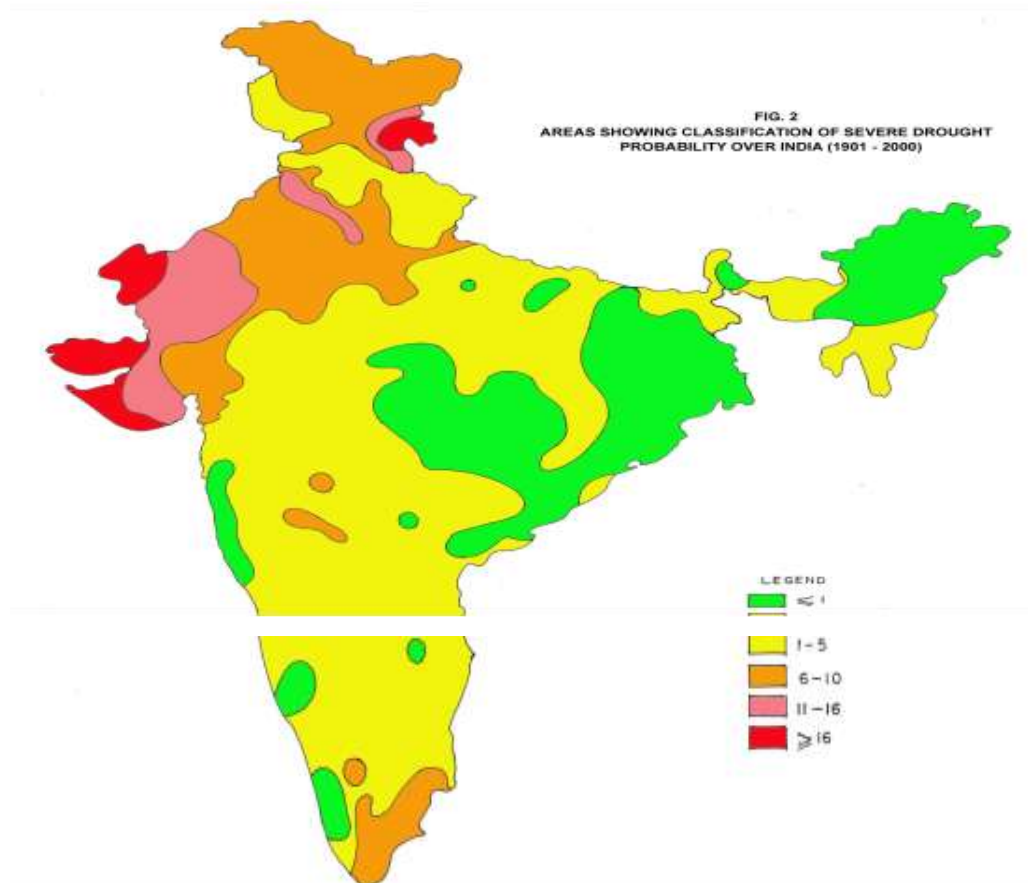 FIG. 2
AREAS SHOWING CLASSIFICATION OF SEVERE DROUGHT
PROBABILITY OVER INDIA (1901 - 2000)
LEGEND
⩽ 1
1-5
6-10
11-16
⩾ 16